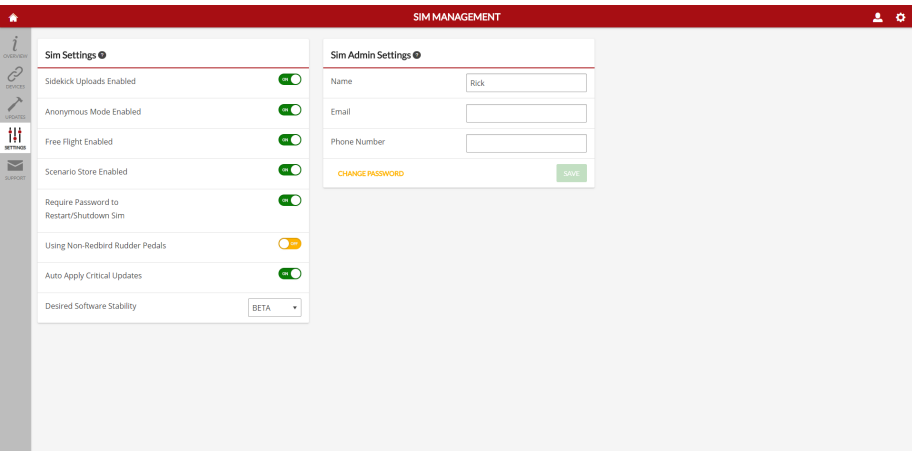 SIM MANAGEMENT
i
OVERVIEW
DEVICES
UPDATES
SETTINGS
SUPPORT
Sim Settings ?
Sidekick Uploads Enabled ON
Anonymous Mode Enabled ON
Free Flight Enabled ON
Scenario Store Enabled ON
Require Password to
Restart/Shutdown Sim ON
Using Non-Redbird Rudder Pedals OFF
Auto Apply Critical Updates ON
Desired Software Stability BETA
Sim Admin Settings ?
Name Rick
Email
Phone Number
CHANGE PASSWORD SAVE